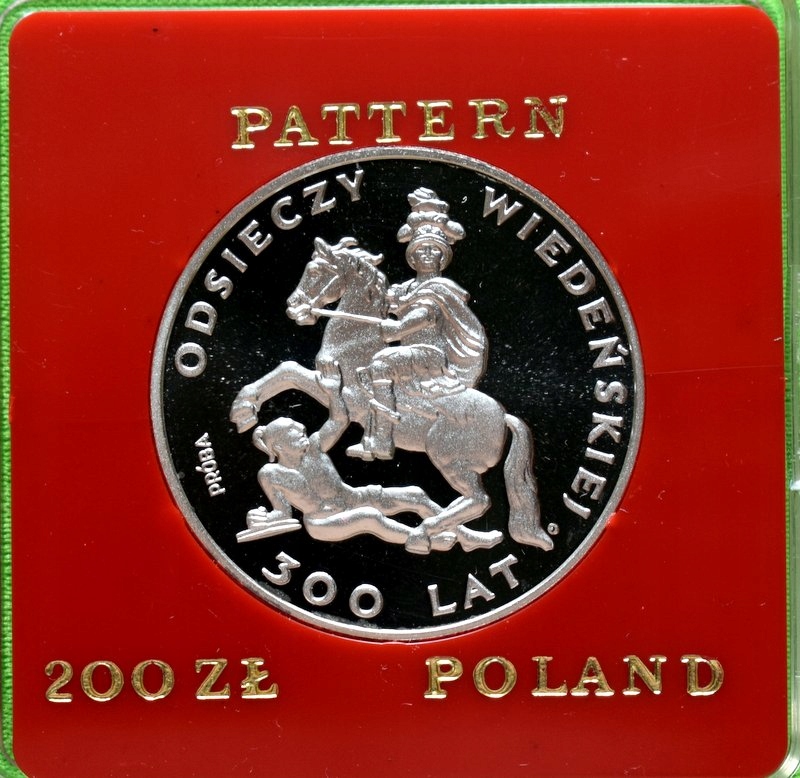 PATTERN
ODSIECZY WIEDEŃSKIEJ
PRÓBA
300 LAT
200 ZŁ POLAND